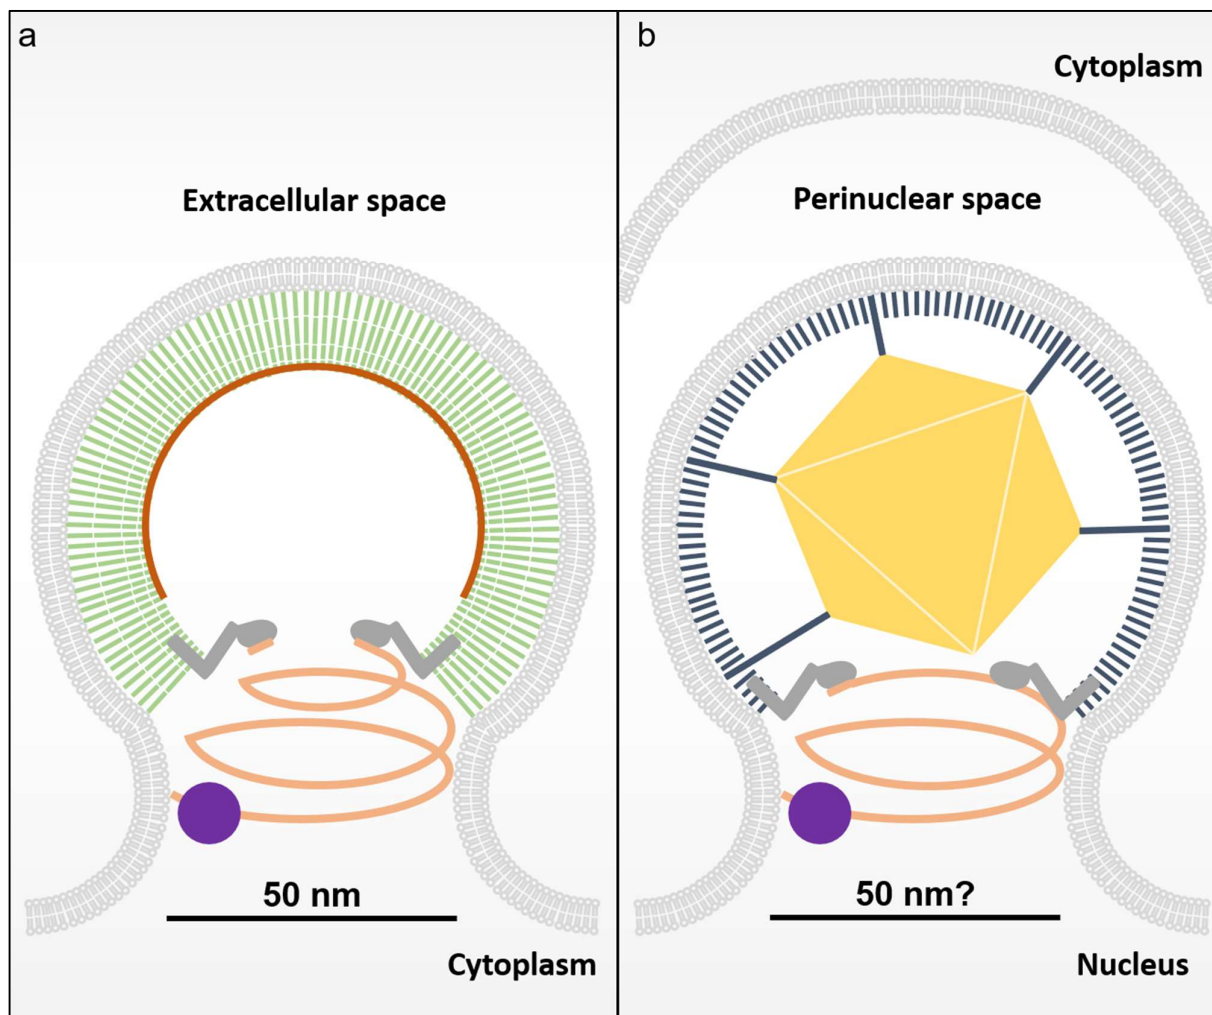 a
Extracellular space
50 nm
Cytoplasm
b
Cytoplasm
Perinuclear space
50 nm?
Nucleus